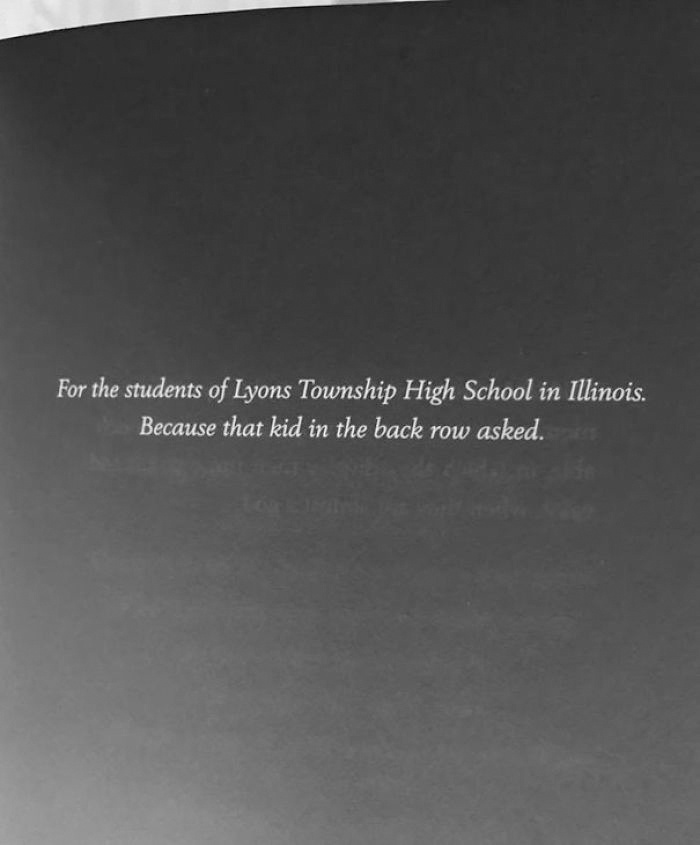 For the students of Lyons Township High School in Illinois.
Because that kid in the back row asked.